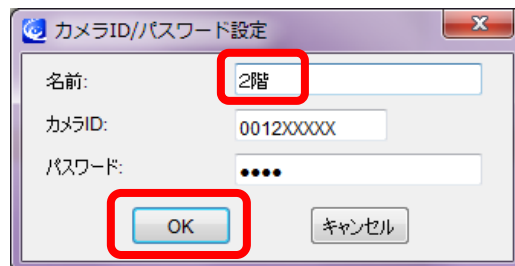 カメラID/パスワード設定
名前: 2階
カメラID: 0012XXXXX
パスワード: ●●●●
OK キャンセル